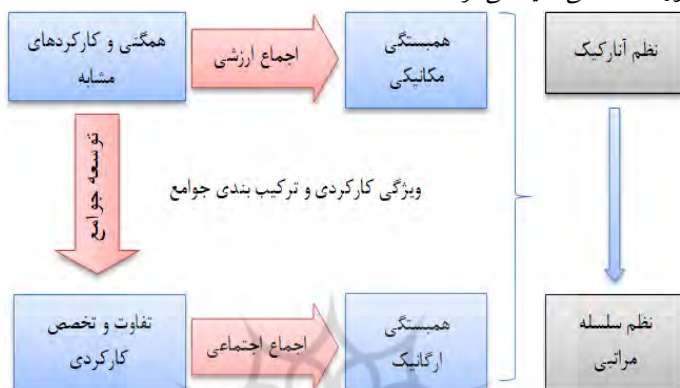 همگنی و کارکردهای
مشابه
اجماع ارزشی
همبستگی
مکانیکی
نظم آنارکیک
توسعه جوامع
ویژگی کارکردی و ترکیب بندی جوامع
تفاوت و تخصص
کارکردی
اجماع اجتماعی
همبستگی
ارگانیک
نظم سلسله
مراتبی